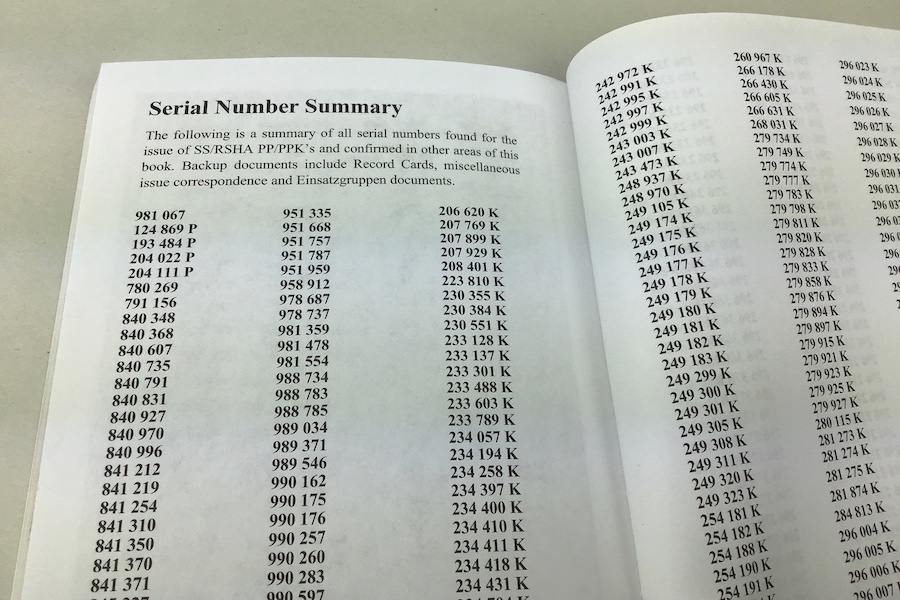 Serial Number Summary
The following is a summary of all serial numbers found for the
issue of SS/RSHA PP/PPK's and confirmed in other areas of this
book. Backup documents include Record Cards, miscellaneous
issue correspondence and Einsatzgruppen documents.
981 067
124 869 P
193 484 P
204 022 P
204 111 P
780 269
791 156
840 348
840 368
840 607
840 735
840 791
840 831
840 927
840 970
840 996
841 212
841 219
841 254
841 310
841 350
841 370
841 371
951 335
951 668
951 757
951 787
951 959
958 912
978 687
978 737
981 359
981 478
981 554
988 734
988 783
988 785
989 034
989 371
989 546
990 162
990 175
990 176
990 257
990 260
990 283
990 597
206 620 K
207 769 K
207 899 K
207 929 K
208 401 K
223 810 K
230 355 K
230 384 K
230 551 K
233 128 K
233 137 K
233 301 K
233 488 K
233 603 K
233 789 K
234 057 K
234 194 K
234 258 K
234 397 K
234 400 K
234 410 K
234 411 K
234 418 K
234 431 K
242 972 K
242 991 K
242 995 K
242 997 K
242 999 K
243 003 K
243 007 K
243 473 K
248 937 K
248 970 K
249 105 K
249 174 K
249 175 K
249 176 K
249 177 K
249 178 K
249 179 K
249 180 K
249 181 K
249 182 K
249 183 K
249 299 K
249 300 K
249 301 K
249 305 K
249 308 K
249 311 K
249 320 K
249 323 K
254 181 K
254 182 K
254 188 K
254 190 K
254 191 K
260 967 K
266 178 K
266 430 K
266 605 K
266 631 K
268 031 K
279 734 K
279 749 K
279 774 K
279 777 K
279 783 K
279 798 K
279 811 K
279 820 K
279 828 K
279 833 K
279 858 K
279 876 K
279 894 K
279 897 K
279 915 K
279 921 K
279 923 K
279 925 K
279 927 K
280 115 K
281 273 K
281 274 K
281 275 K
281 874 K
284 813 K
296 004 K
296 005 K
296 006 K
296 007
296 023 K
296 024 K
296 025 K
296 026 K
296 027 K
296 028 K
296 029 K
296 030
296 031
296
296
296
296